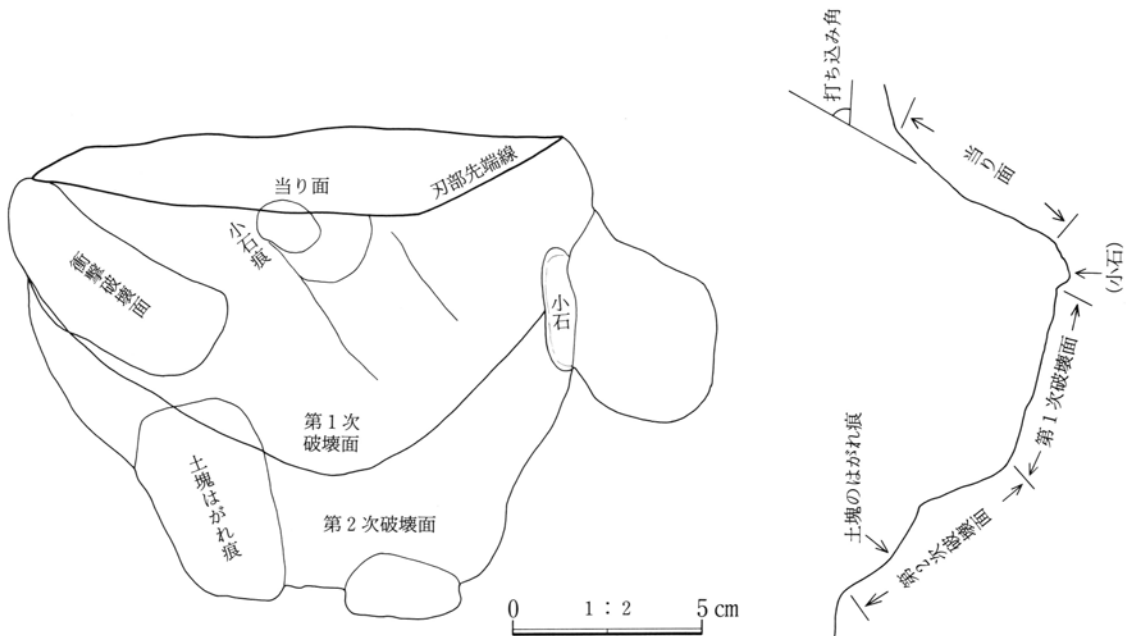 当り面
刃部先端線
小石痕
衝撃破壊面
小石
第1次
破壊面
土塊はがれ痕
第2次破壊面
0 1:2 5cm
打ち込み角
当り面
(小石)
第1次破壊面
土塊のはがれ痕
第2次破壊面